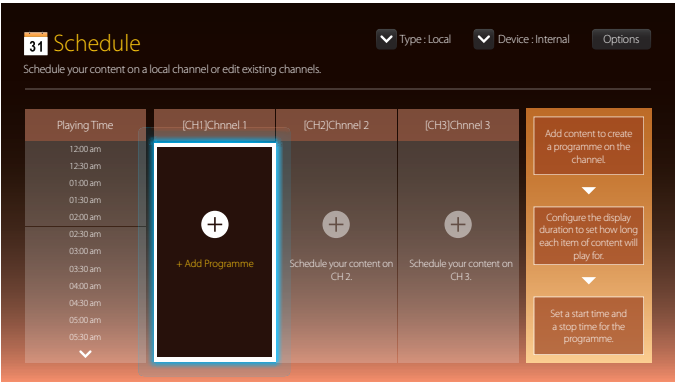 31 Schedule
Type : Local
Device : Internal
Options
Schedule your content on a local channel or edit existing channels.
Playing Time
[CH1]Chnnel 1
[CH2]Chnnel 2
[CH3]Chnnel 3
12:00 am
12:30 am
01:00 am
01:30 am
02:00 am
02:30 am
03:00 am
03:30 am
04:00 am
04:30 am
05:00 am
05:30 am
+ Add Programme
Schedule your content on
CH 2.
Schedule your content on
CH 3.
Add content to create
a programme on the
channel.
Configure the display
duration to set how long
each item of content will
play for.
Set a start time and
a stop time for the
programme.